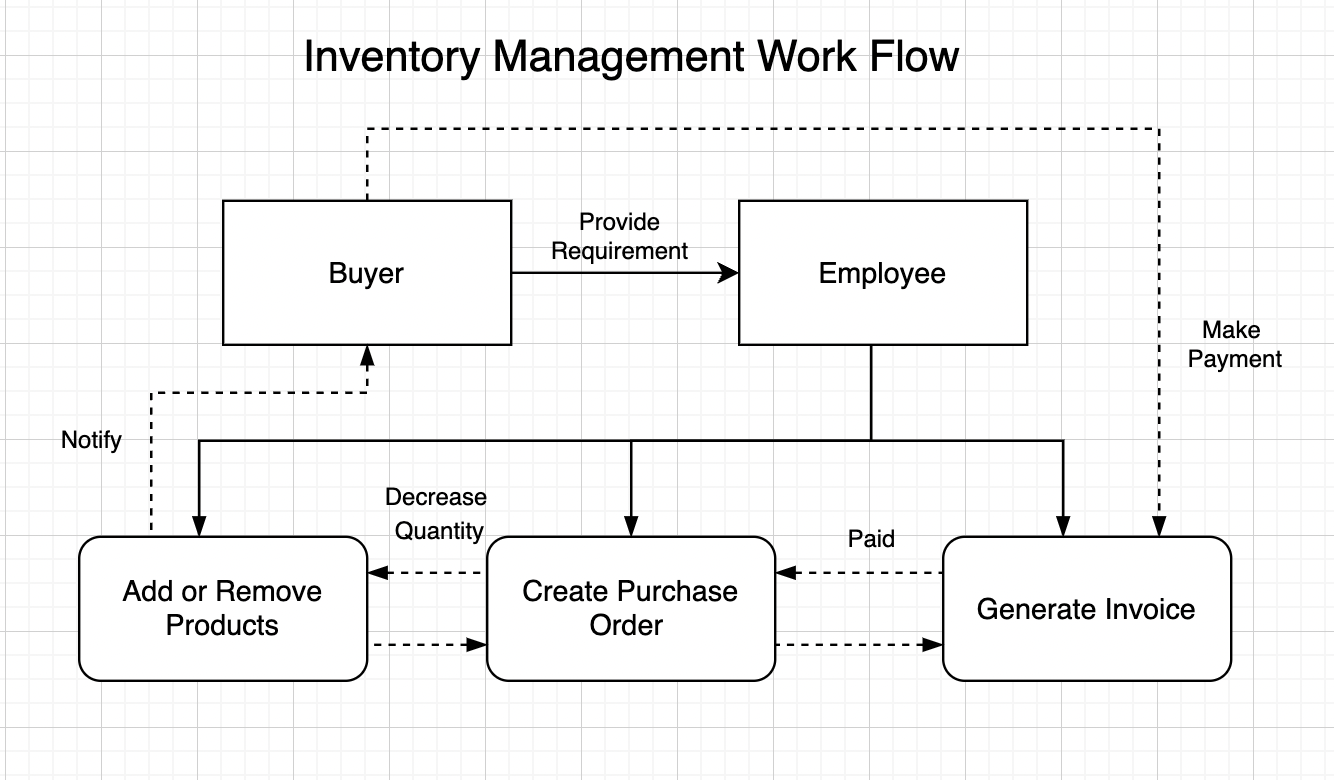 Inventory Management Work Flow
Provide
Requirement
Buyer
Employee
Make
Payment
Notify
Decrease
Quantity
Paid
Add or Remove
Products
Create Purchase
Order
Generate Invoice